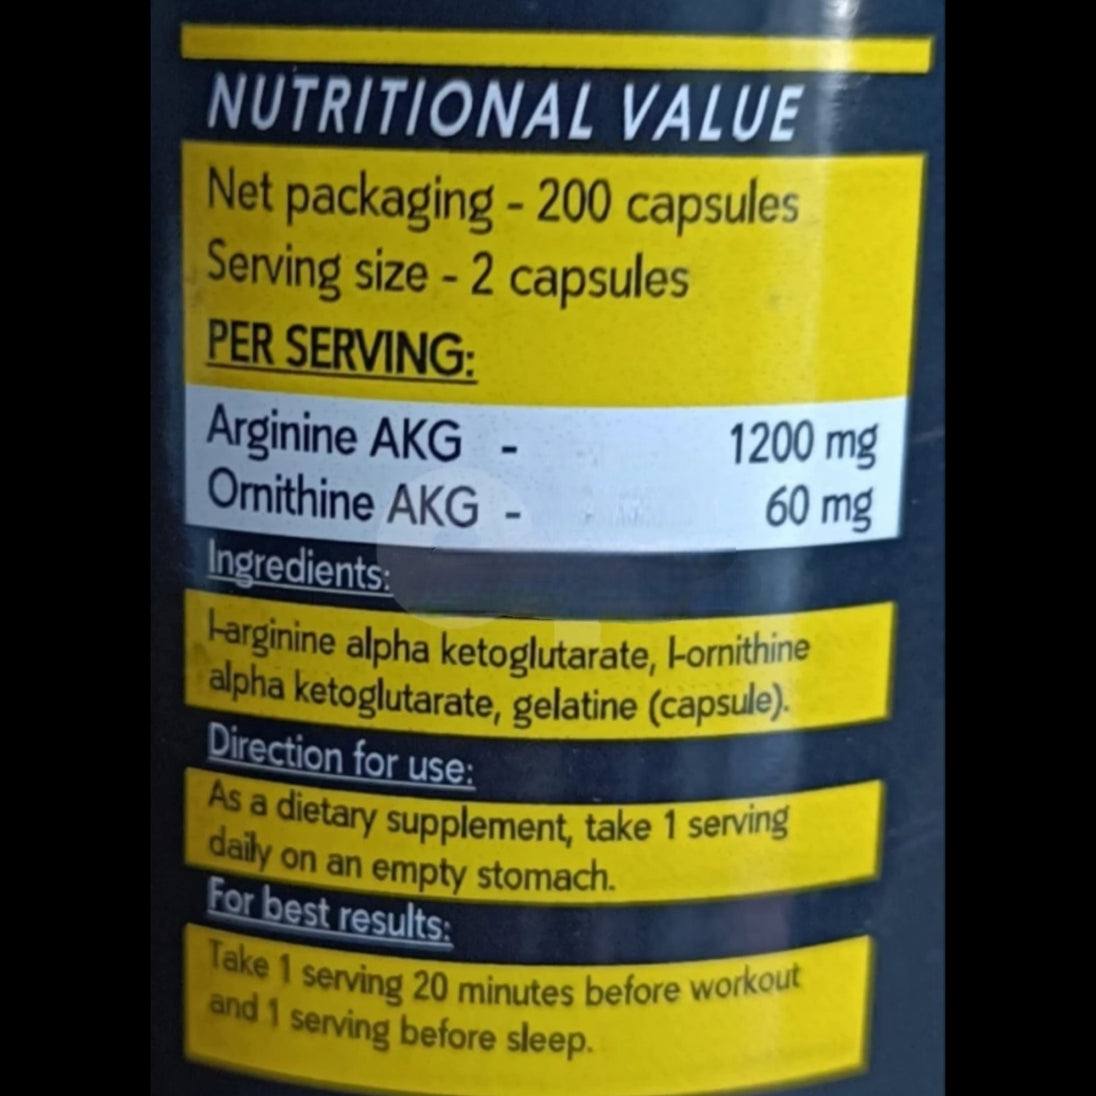 NUTRITIONAL VALUE
Net packaging - 200 capsules
Serving size - 2 capsules
PER SERVING:
Arginine AKG - 1200 mg
Ornithine AKG - 60 mg
Ingredients:
l-arginine alpha ketoglutarate, l-ornithine
alpha ketoglutarate, gelatine (capsule).
Direction for use:
As a dietary supplement, take 1 serving
daily on an empty stomach.
For best results:
Take 1 serving 20 minutes before workout
and 1 serving before sleep.